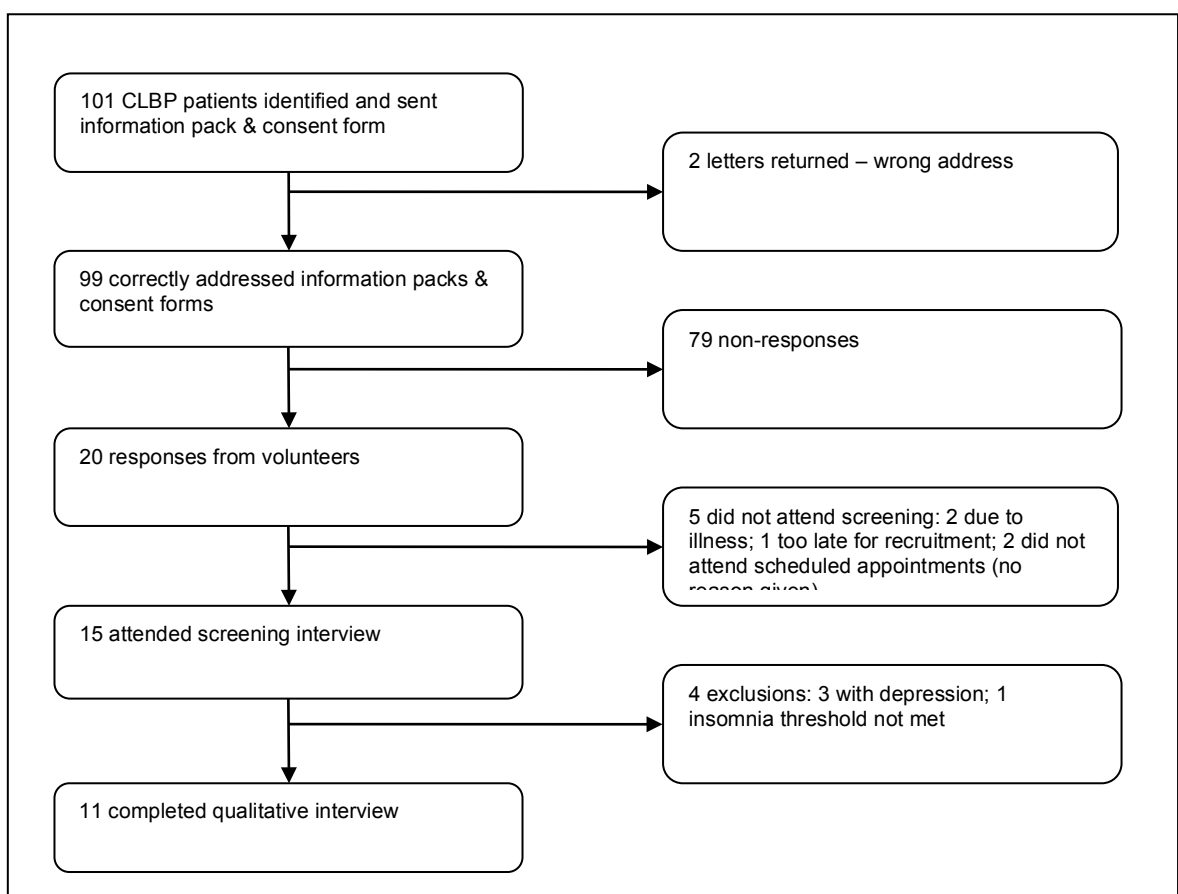 101 CLBP patients identified and sent
information pack & consent form
2 letters returned – wrong address
99 correctly addressed information packs &
consent forms
79 non-responses
20 responses from volunteers
5 did not attend screening: 2 due to
illness; 1 too late for recruitment; 2 did not
attend scheduled appointments (no
reason given)
15 attended screening interview
4 exclusions: 3 with depression; 1
insomnia threshold not met
11 completed qualitative interview